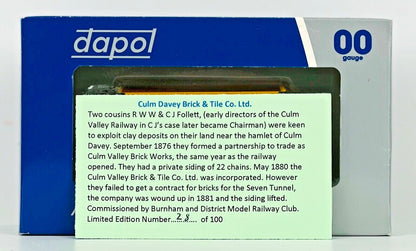 dapol
00
gauge
Culm Davey Brick & Tile Co. Ltd.
Two cousins R W W & C J Follett, (early directors of the Culm
Valley Railway in C J's case later became Chairman) were keen
to exploit clay deposits on their land near the hamlet of Culm
Davey. September 1876 they formed a partnership to trade as
Culm Valley Brick Works, the same year as the railway
opened. They had a private siding of 22 chains. May 1880 the
Culm Valley Brick & Tile Co. Ltd. was incorporated. However
they failed to get a contract for bricks for the Seven Tunnel,
the company was wound up in 1881 and the siding lifted.
Commissioned by Burnham and District Model Railway Club.
Limited Edition Number...28.... of 100